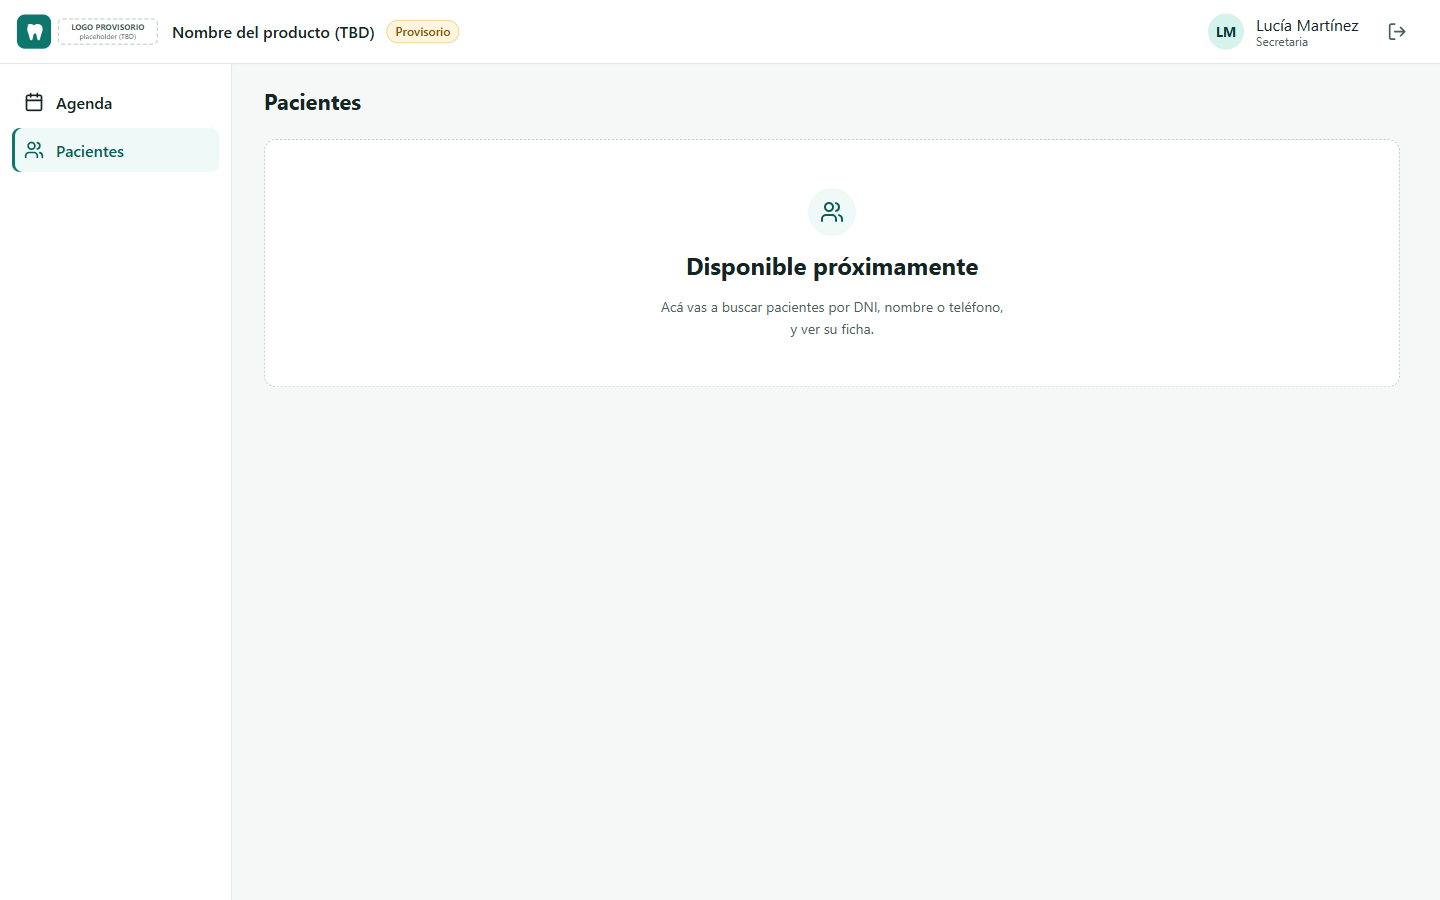 LOGO PROVISORIO
placeholder (TBD)
Nombre del producto (TBD)
Provisorio
LM
Lucía Martínez
Secretaria
Agenda
Pacientes
Pacientes
Disponible próximamente
Acá vas a buscar pacientes por DNI, nombre o teléfono,
y ver su ficha.